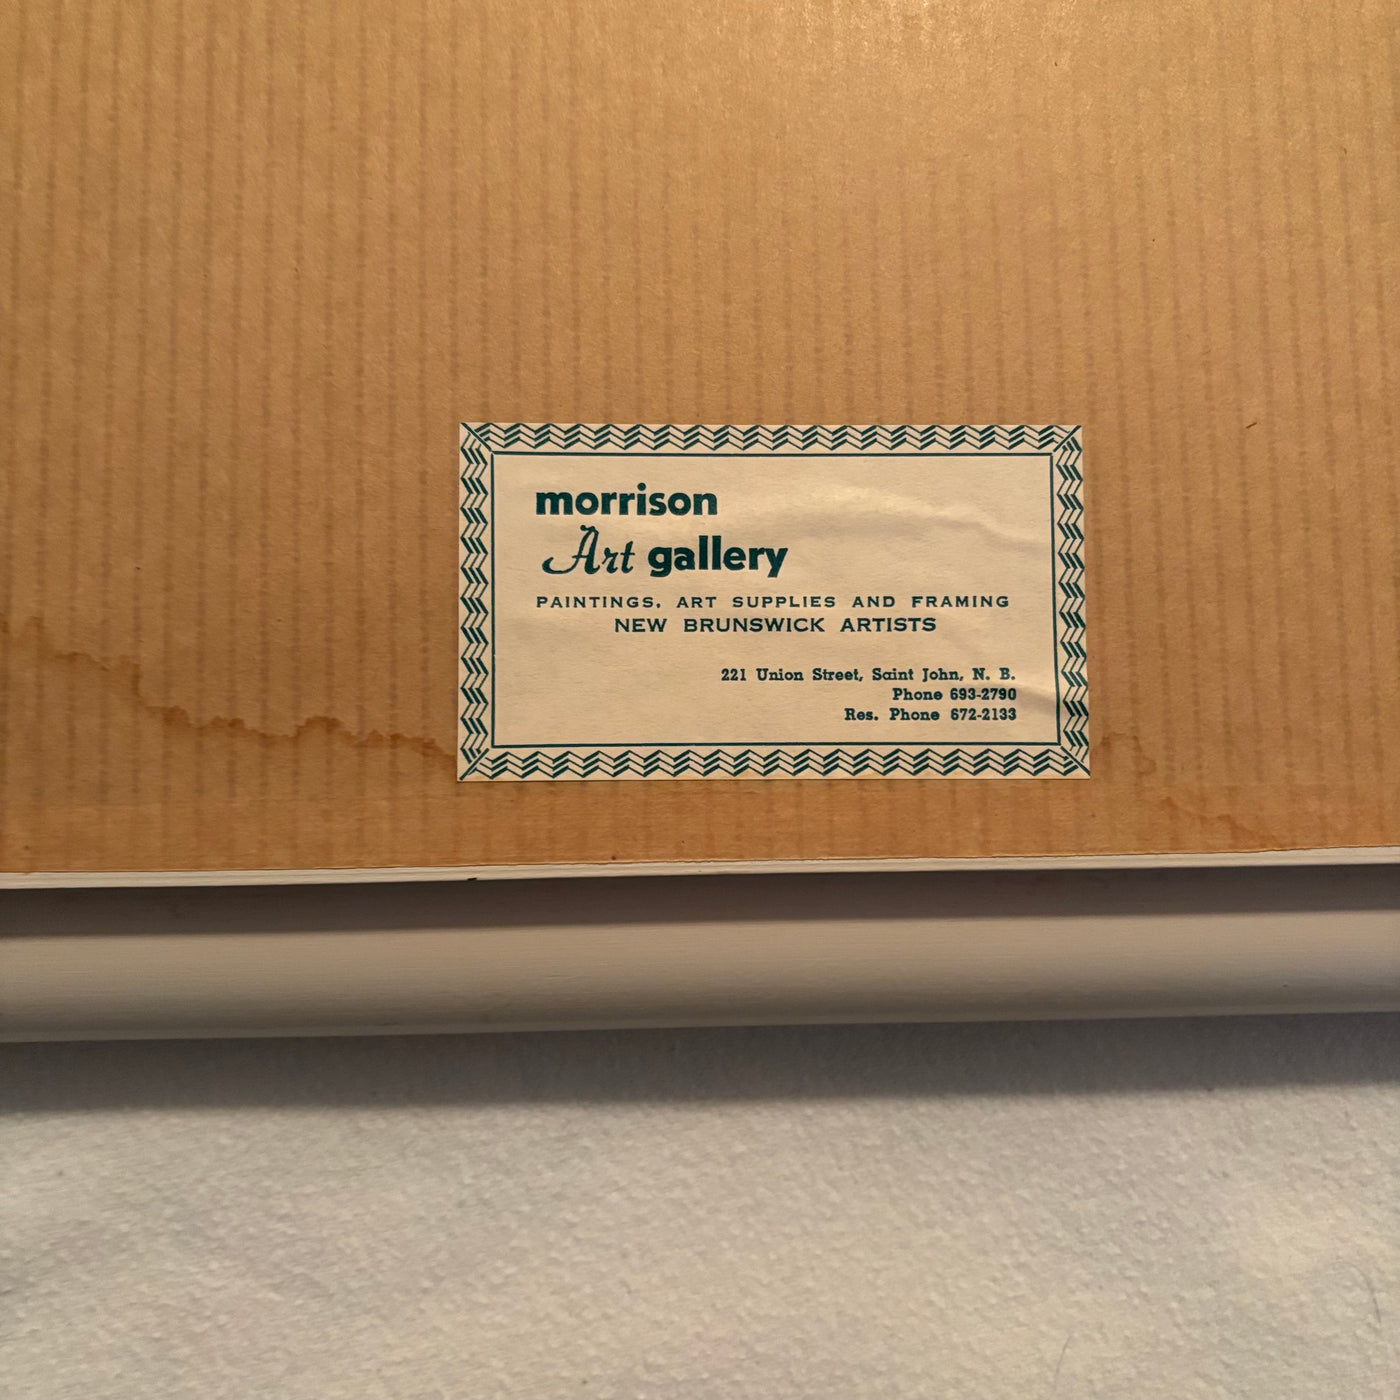 morrison
Art gallery
PAINTINGS, ART SUPPLIES AND FRAMING
NEW BRUNSWICK ARTISTS
221 Union Street, Saint John, N. B.
Phone 693-2790
Res. Phone 672-2133